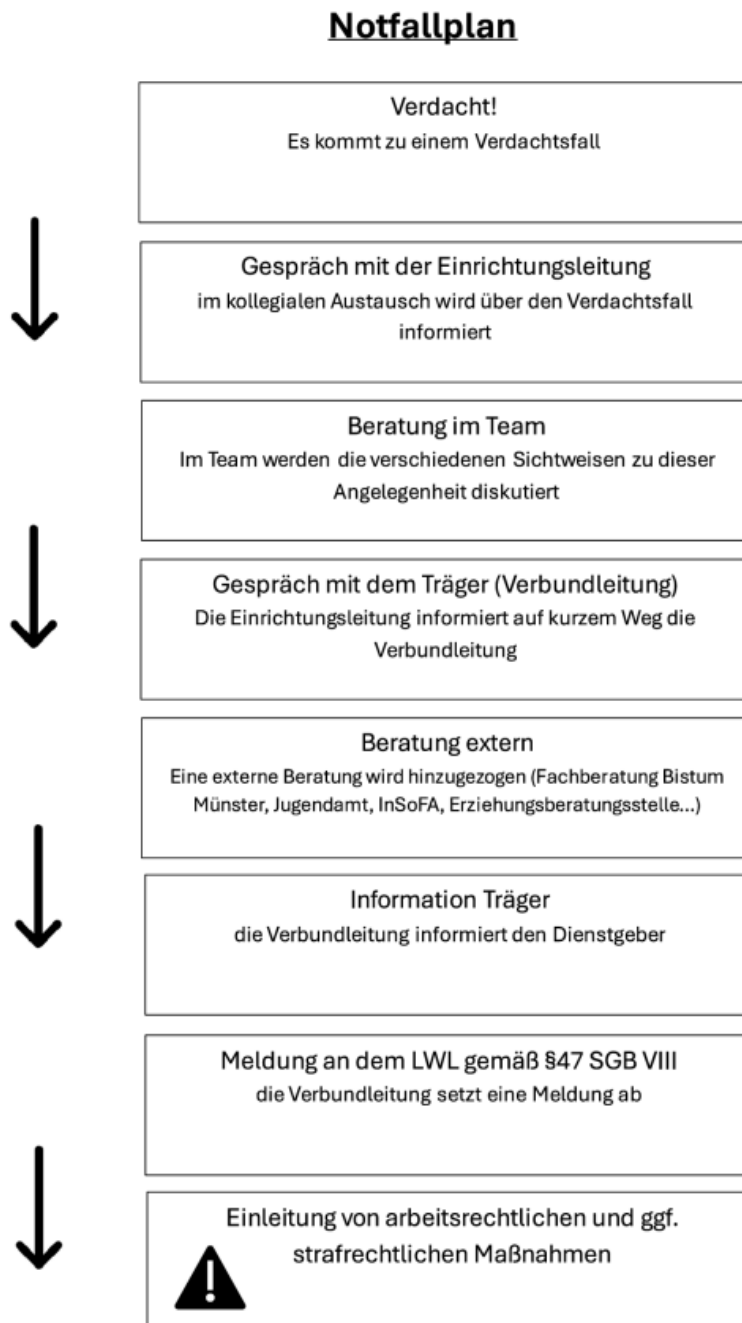 Notfallplan
Verdacht!
Es kommt zu einem Verdachtsfall
Gespräch mit der Einrichtungsleitung
im kollegialen Austausch wird über den Verdachtsfall
informiert
Beratung im Team
Im Team werden die verschiedenen Sichtweisen zu dieser
Angelegenheit diskutiert
Gespräch mit dem Träger (Verbundleitung)
Die Einrichtungsleitung informiert auf kurzem Weg die
Verbundleitung
Beratung extern
Eine externe Beratung wird hinzugezogen (Fachberatung Bistum
Münster, Jugendamt, InSoFA, Erziehungsberatungsstelle...)
Information Träger
die Verbundleitung informiert den Dienstgeber
Meldung an dem LWL gemäß §47 SGB VIII
die Verbundleitung setzt eine Meldung ab
Einleitung von arbeitsrechtlichen und ggf.
strafrechtlichen Maßnahmen